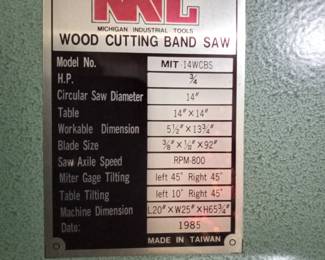 MICHIGAN INDUSTRIAL TOOLS
WOOD CUTTING BAND SAW
Model No. MIT 14WCBS
H.P. ¾
Circular Saw Diameter 14"
Table 14"×14"
Workable Dimension 5½"×13¾"
Blade Size ⅜"×½"×92"
Saw Axile Speed RPM-800
Miter Gage Tilting left 45° Right 45°
Table Tilting left 10° Right 45°
Machine Dimension L20"×W25"×H65¾"
Date: 1985
MADE IN TAIWAN